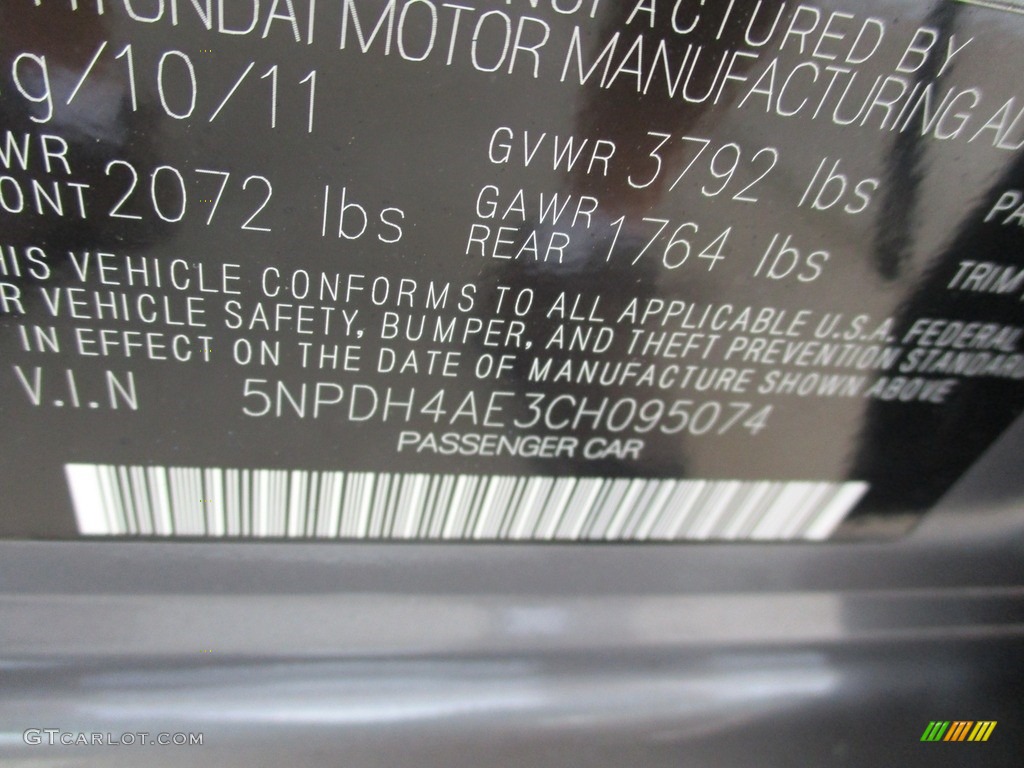 HYUNDAI MOTOR MANUFACTURING
/10/11
GVWR 3792 lbs
2072 lbs
GAWR
REAR 1764 lbs
TRIM
VEHICLE CONFORMS TO ALL APPLICABLE U.S.A. FEDERAL
VEHICLE SAFETY, BUMPER, AND THEFT PREVENTION
IN EFFECT ON THE DATE OF MANUFACTURE SHOWN ABOVE
V.I.N 5NPDH4AE3CH095074
PASSENGER CAR
GTCARLOT.COM